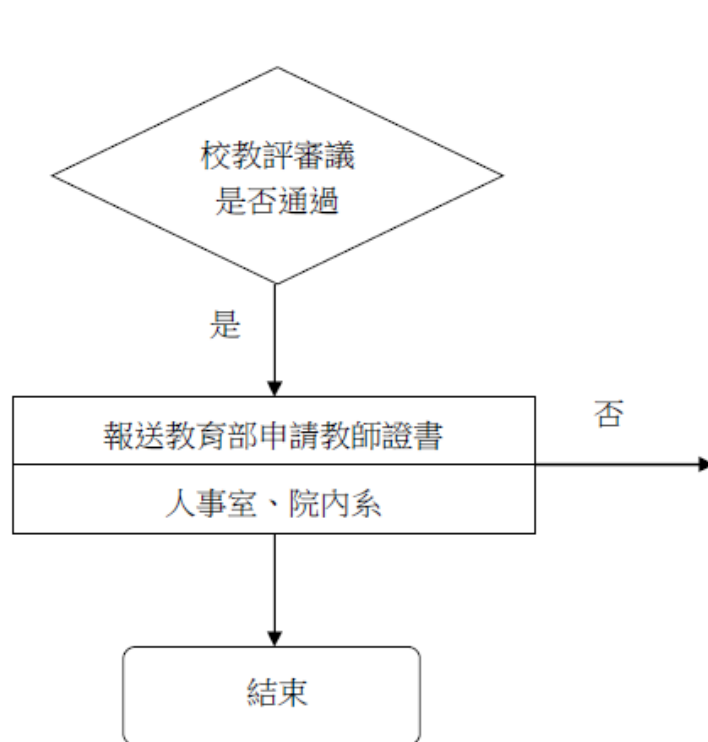 校教評審議
是否通過
是
報送教育部申請教師證書
否
人事室、院內系
結束